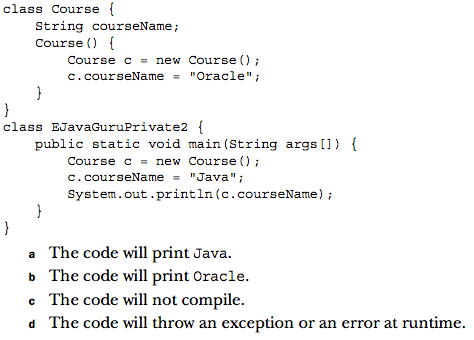 class Course {
    String courseName;
    Course() {
        Course c = new Course();
        c.courseName = "Oracle";
    }
}
class EJavaGuruPrivate2 {
    public static void main(String args[]) {
        Course c = new Course();
        c.courseName = "Java";
        System.out.println(c.courseName);
    }
}
a The code will print Java.
b The code will print Oracle.
c The code will not compile.
d The code will throw an exception or an error at runtime.